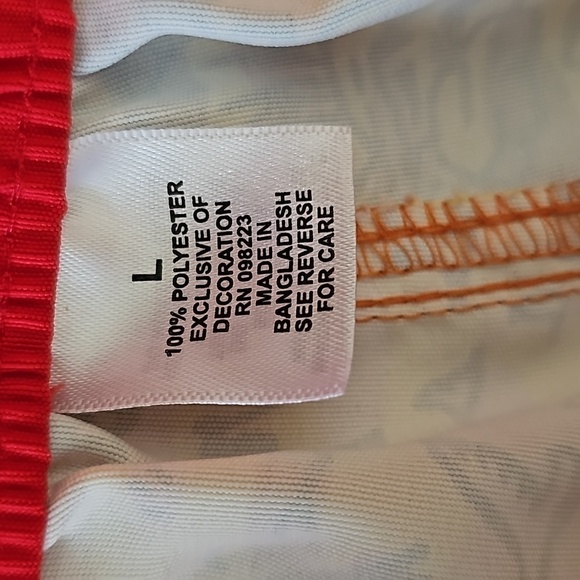 L
100% POLYESTER
EXCLUSIVE OF
DECORATION
RN 098223
MADE IN
BANGLADESH
SEE REVERSE
FOR CARE